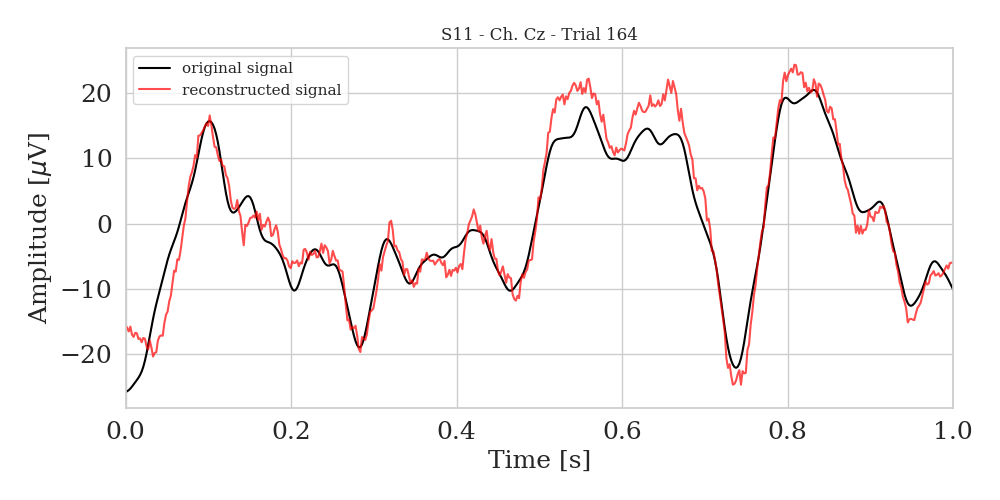 S11 - Ch. Cz - Trial 164
original signal
reconstructed signal
Amplitude [μV]
20
10
0
−10
−20
0.0 0.2 0.4 0.6 0.8 1.0
Time [s]